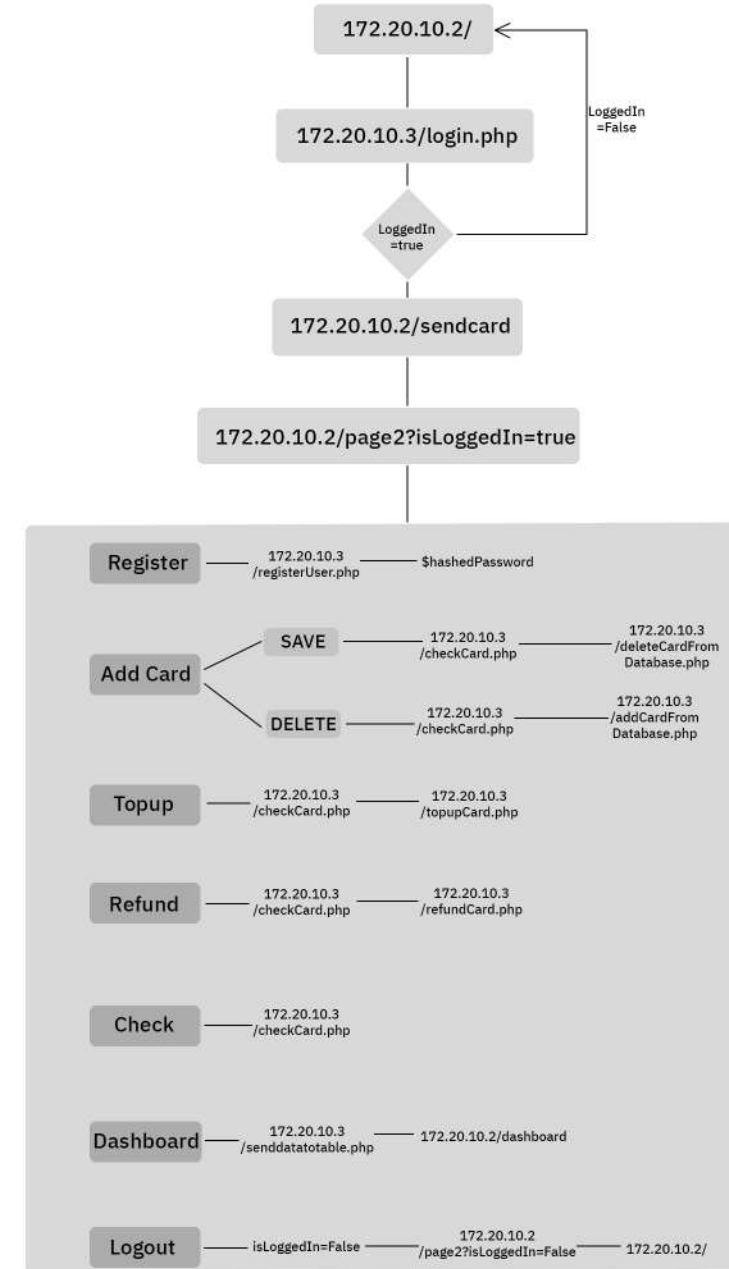 172.20.10.2/
LoggedIn
=False
172.20.10.3/login.php
LoggedIn
=true
172.20.10.2/sendcard
172.20.10.2/page2?isLoggedIn=true
Register
172.20.10.3
/registerUser.php
$hashedPassword
Add Card
SAVE
172.20.10.3
/checkCard.php
172.20.10.3
/deleteCardFrom
Database.php
DELETE
172.20.10.3
/checkCard.php
172.20.10.3
/addCardFrom
Database.php
Topup
172.20.10.3
/checkCard.php
172.20.10.3
/topupCard.php
Refund
172.20.10.3
/checkCard.php
172.20.10.3
/refundCard.php
Check
172.20.10.3
/checkCard.php
Dashboard
172.20.10.3
/senddatatotable.php
172.20.10.2/dashboard
Logout
isLoggedIn=False
172.20.10.2
/page2?isLoggedIn=False
172.20.10.2/